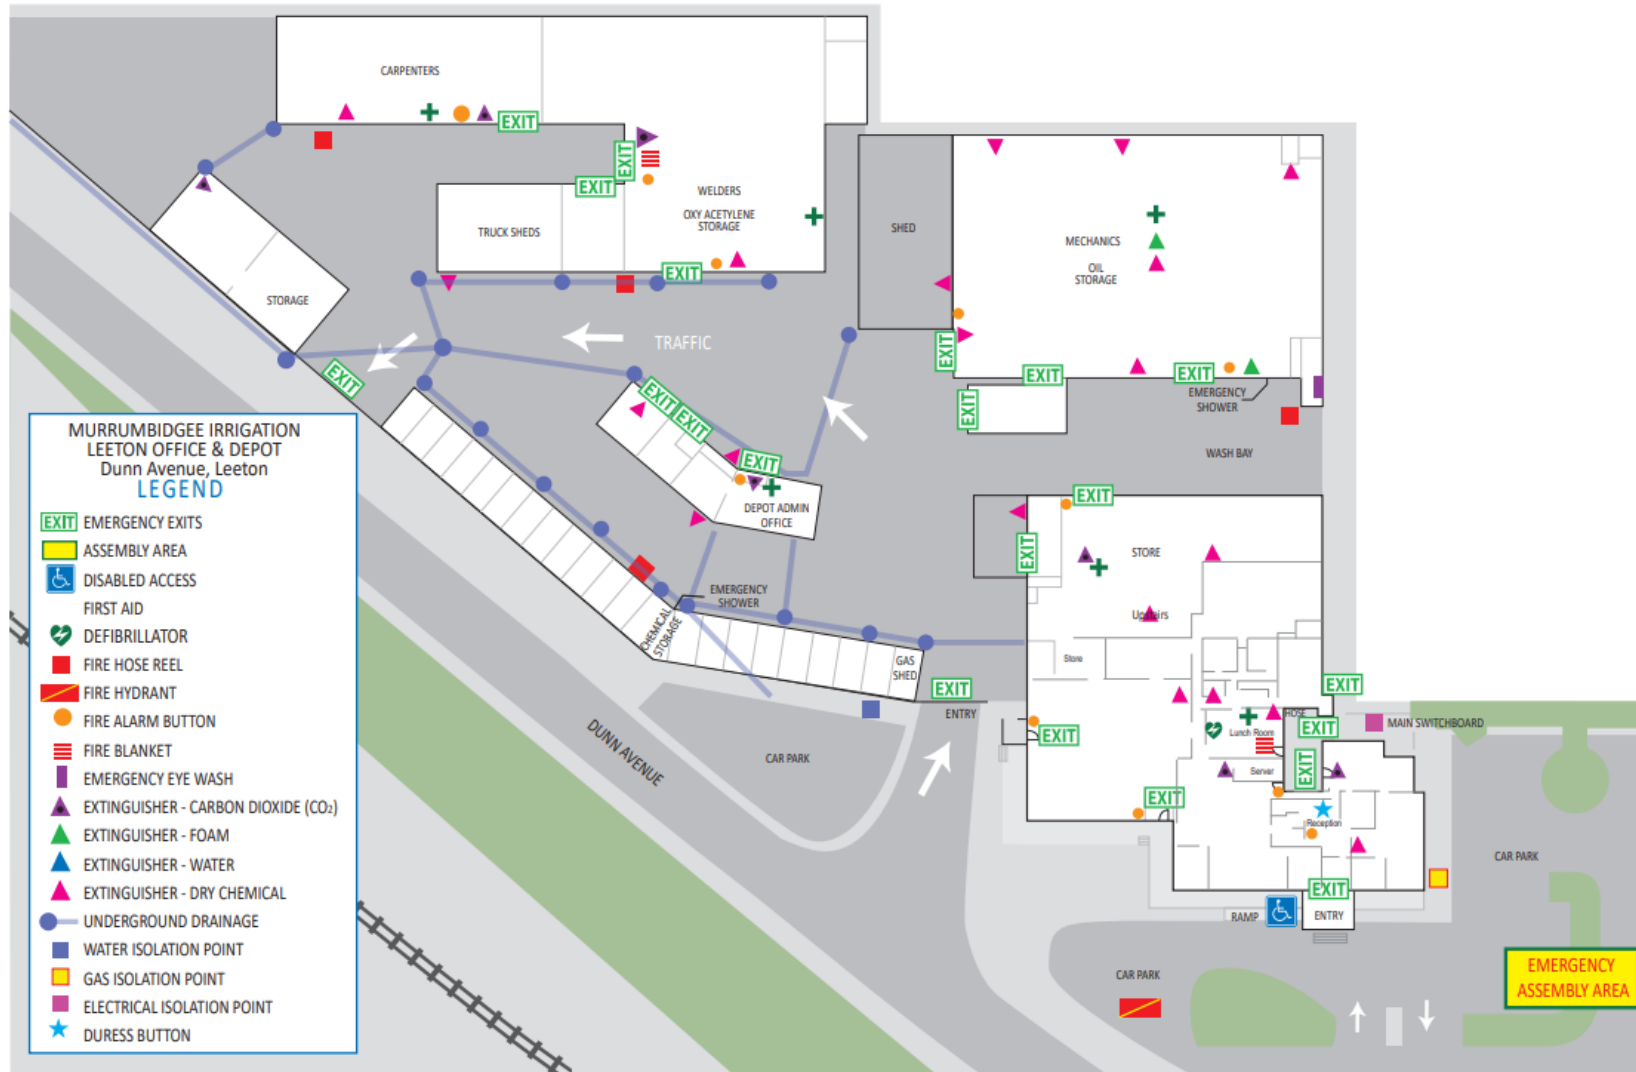 CARPENTERS
EXIT
EXIT
EXIT
WELDERS
OXY ACETYLENE
STORAGE
TRUCK SHEDS
EXIT
SHED
MECHANICS
OIL
STORAGE
EXIT
EXIT
EXIT
EMERGENCY
SHOWER
EXIT
WASH BAY
STORAGE
TRAFFIC
EXIT
EXIT
EXIT
EXIT
DEPOT ADMIN
OFFICE
EMERGENCY
SHOWER
CHEMICAL
STORAGE
GAS
SHED
EXIT
ENTRY
CAR PARK
DUNN AVENUE
EXIT
EXIT
STORE
Upstairs
Store
EXIT
HOSE
EXIT
MAIN SWITCHBOARD
Lunch Room
EXIT
Server
EXIT
EXIT
Reception
EXIT
RAMP
ENTRY
CAR PARK
CAR PARK
EMERGENCY
ASSEMBLY AREA
MURRUMBIDGEE IRRIGATION
LEETON OFFICE & DEPOT
Dunn Avenue, Leeton
LEGEND
EXIT EMERGENCY EXITS
ASSEMBLY AREA
DISABLED ACCESS
FIRST AID
DEFIBRILLATOR
FIRE HOSE REEL
FIRE HYDRANT
FIRE ALARM BUTTON
FIRE BLANKET
EMERGENCY EYE WASH
EXTINGUISHER - CARBON DIOXIDE (CO2)
EXTINGUISHER - FOAM
EXTINGUISHER - WATER
EXTINGUISHER - DRY CHEMICAL
UNDERGROUND DRAINAGE
WATER ISOLATION POINT
GAS ISOLATION POINT
ELECTRICAL ISOLATION POINT
DURESS BUTTON